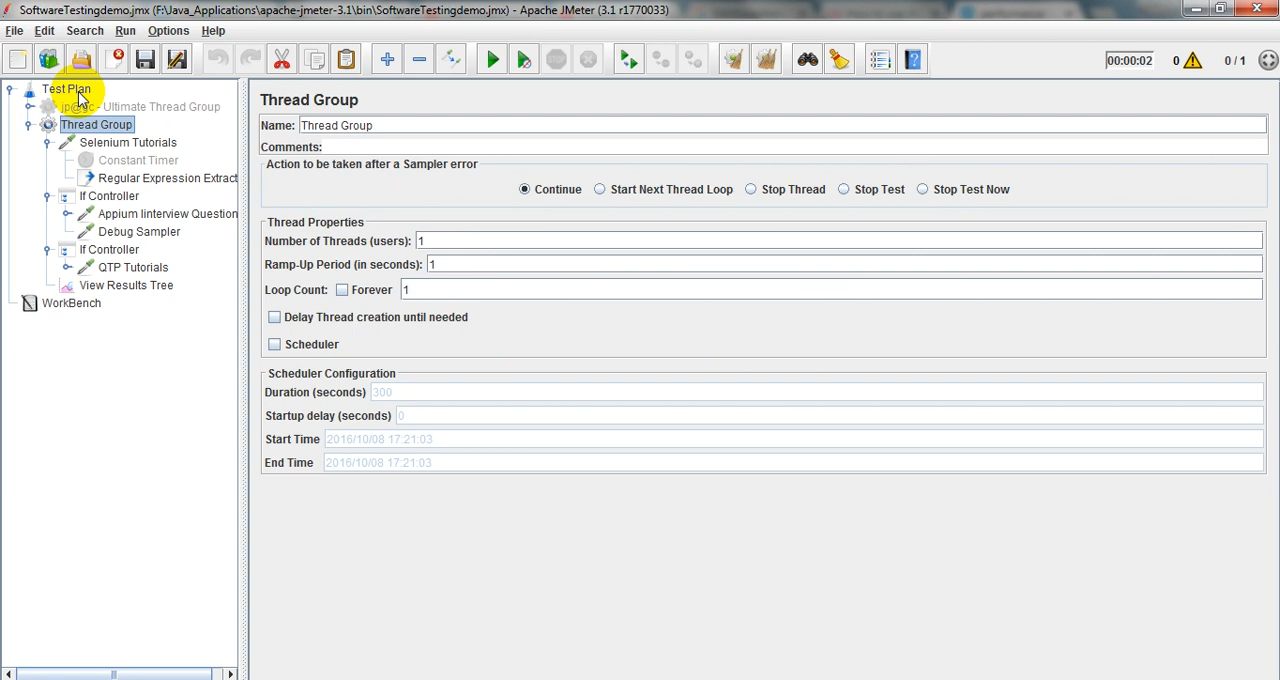 SoftwareTestingdemo.jmx (F:\Java_Applications\apache-jmeter-3.1\bin\SoftwareTestingdemo.jmx) - Apache JMeter (3.1 r1770033)
File Edit Search Run Options Help
00:00:02 0 0 / 1
Test Plan
jp@gc - Ultimate Thread Group
Thread Group
Selenium Tutorials
Constant Timer
Regular Expression Extract
If Controller
Appium Iinterview Question
Debug Sampler
If Controller
QTP Tutorials
View Results Tree
WorkBench
Thread Group
Name: Thread Group
Comments:
Action to be taken after a Sampler error
Continue Start Next Thread Loop Stop Thread Stop Test Stop Test Now
Thread Properties
Number of Threads (users): 1
Ramp-Up Period (in seconds): 1
Loop Count: Forever 1
Delay Thread creation until needed
Scheduler
Scheduler Configuration
Duration (seconds) 300
Startup delay (seconds) 0
Start Time 2016/10/08 17:21:03
End Time 2016/10/08 17:21:03